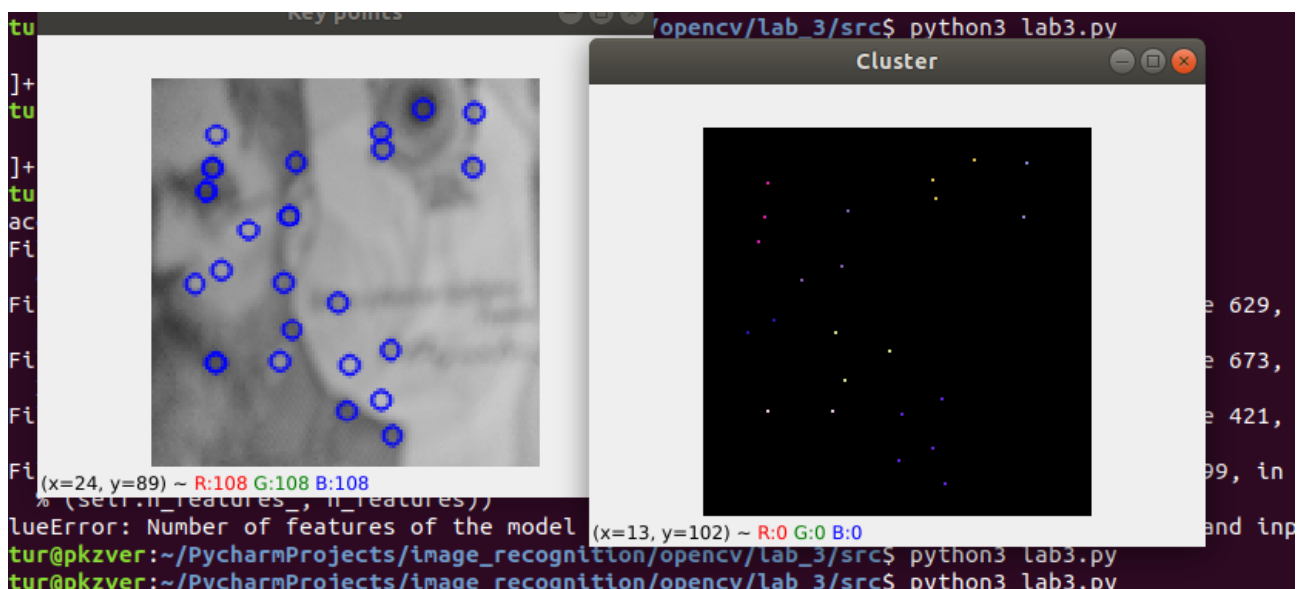 Key points
tu /opencv/lab_3/src$ python3 lab3.py
Cluster
]+
tu
]+
tu
ac
Fi
Fi e 629,
Fi e 673,
Fi e 421,
Fi 99, in
(x=24, y=89) ~ R:108 G:108 B:108
% (self.n_features_, n_features))
lueError: Number of features of the model and inp
(x=13, y=102) ~ R:0 G:0 B:0
tur@pkzver:~/PycharmProjects/image_recognition/opencv/lab_3/src$ python3 lab3.py
tur@pkzver:~/PycharmProjects/image_recognition/opencv/lab_3/src$ python3 lab3.py